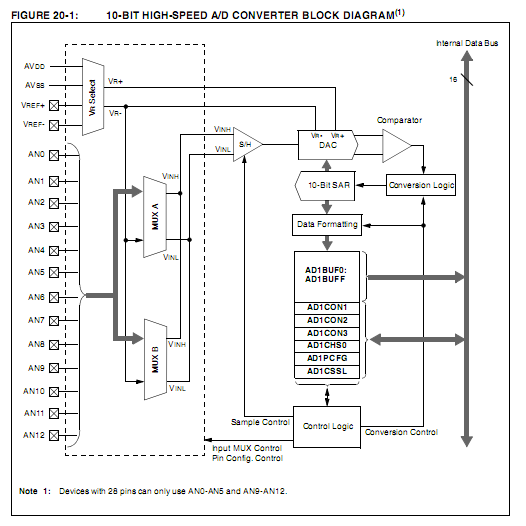 FIGURE 20-1: 10-BIT HIGH-SPEED A/D CONVERTER BLOCK DIAGRAM(1)
Internal Data Bus
AVDD
AVSS
VREF+
VREF-
VR Select
VR+
VR-
16
Comparator
VINH
VINL
S/H
VR- VR+
DAC
AN0
AN1
AN2
AN3
AN4
AN5
AN6
AN7
AN8
AN9
AN10
AN11
AN12
VINH
MUX A
VINL
10-Bit SAR
Conversion Logic
Data Formatting
AD1BUF0:
AD1BUFF
AD1CON1
AD1CON2
AD1CON3
AD1CHS0
AD1PCFG
AD1CSSL
VINH
MUX B
VINL
Sample Control
Control Logic
Conversion Control
Input MUX Control
Pin Config. Control
Note 1: Devices with 28 pins can only use AN0-AN5 and AN9-AN12.